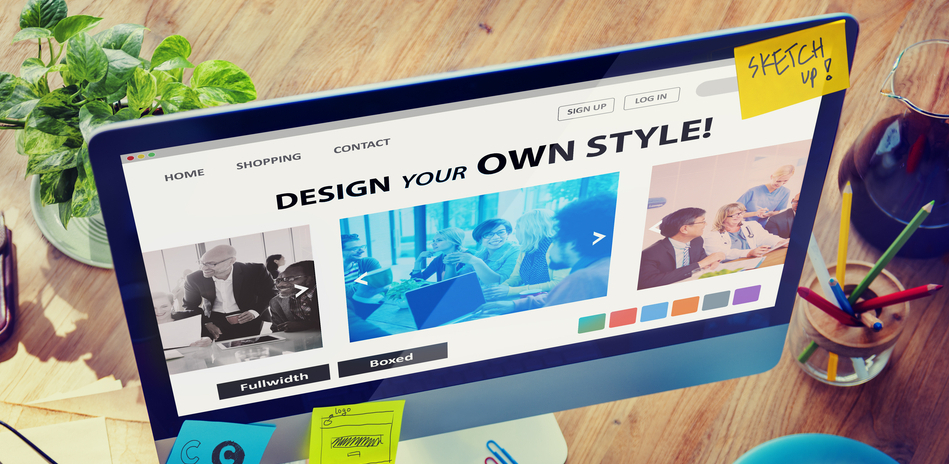 SKETCH
up!
SIGN UP
LOG IN
HOME
SHOPPING
CONTACT
DESIGN YOUR OWN STYLE!
Fullwidth
Boxed
logo
C C